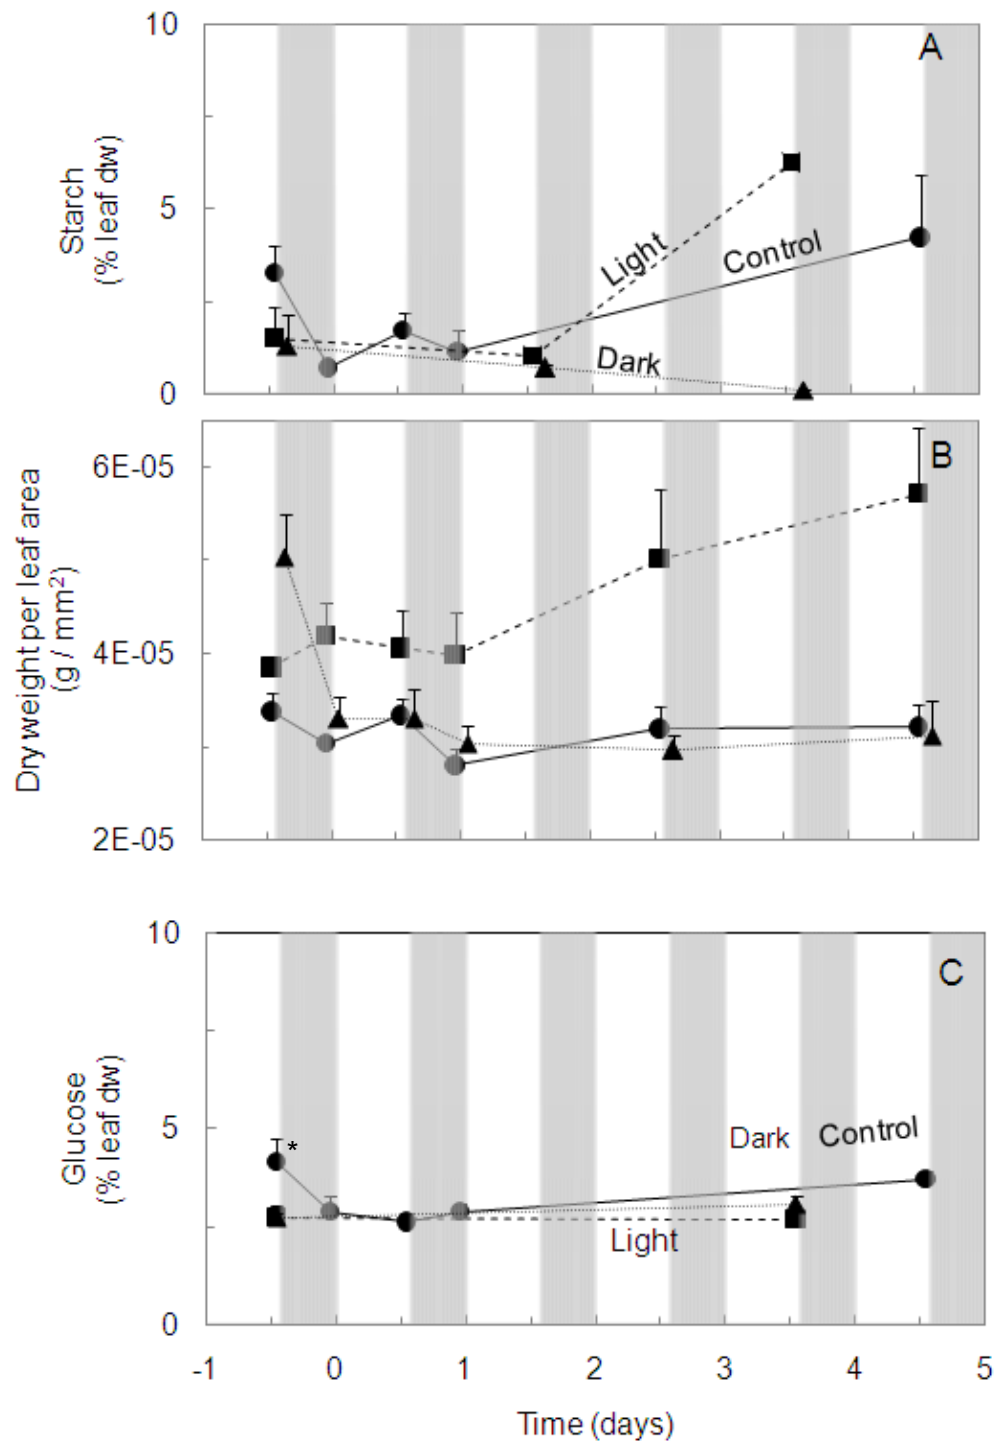 10
A
Starch
(% leaf dw)
5
Light
Control
Dark
0
B
6E-05
Dry weight per leaf area
(g / mm²)
4E-05
2E-05
10
C
Glucose
(% leaf dw)
5
*
Dark
Control
Light
0
-1 0 1 2 3 4 5
Time (days)